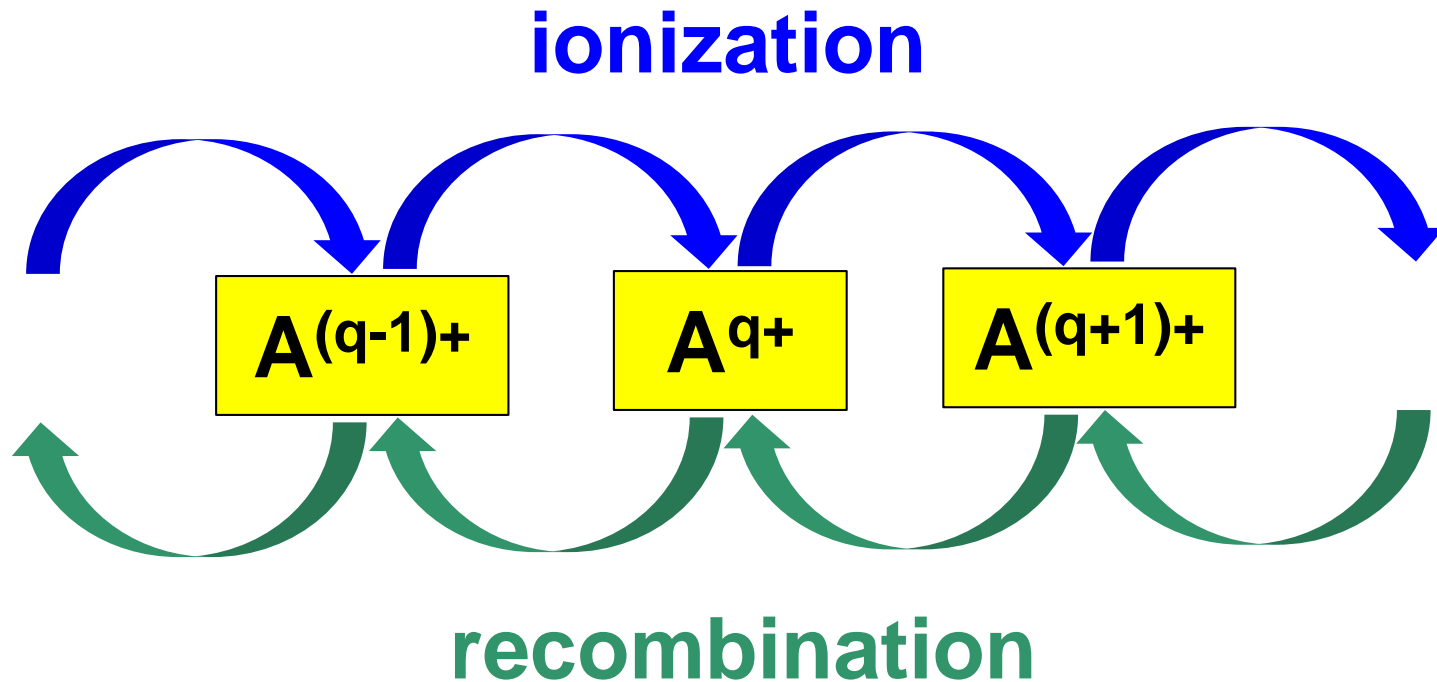 ionization
A(q-1)+ Aq+ A(q+1)+
recombination